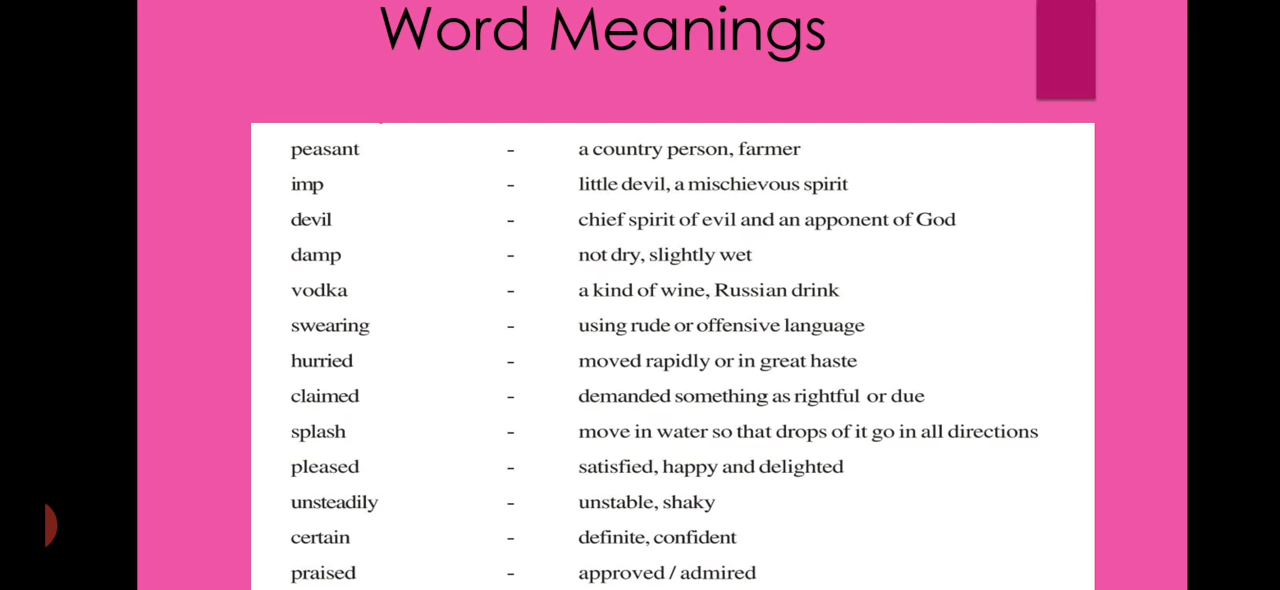 Word Meanings
peasant - a country person, farmer
imp - little devil, a mischievous spirit
devil - chief spirit of evil and an apponent of God
damp - not dry, slightly wet
vodka - a kind of wine, Russian drink
swearing - using rude or offensive language
hurried - moved rapidly or in great haste
claimed - demanded something as rightful or due
splash - move in water so that drops of it go in all directions
pleased - satisfied, happy and delighted
unsteadily - unstable, shaky
certain - definite, confident
praised - approved / admired